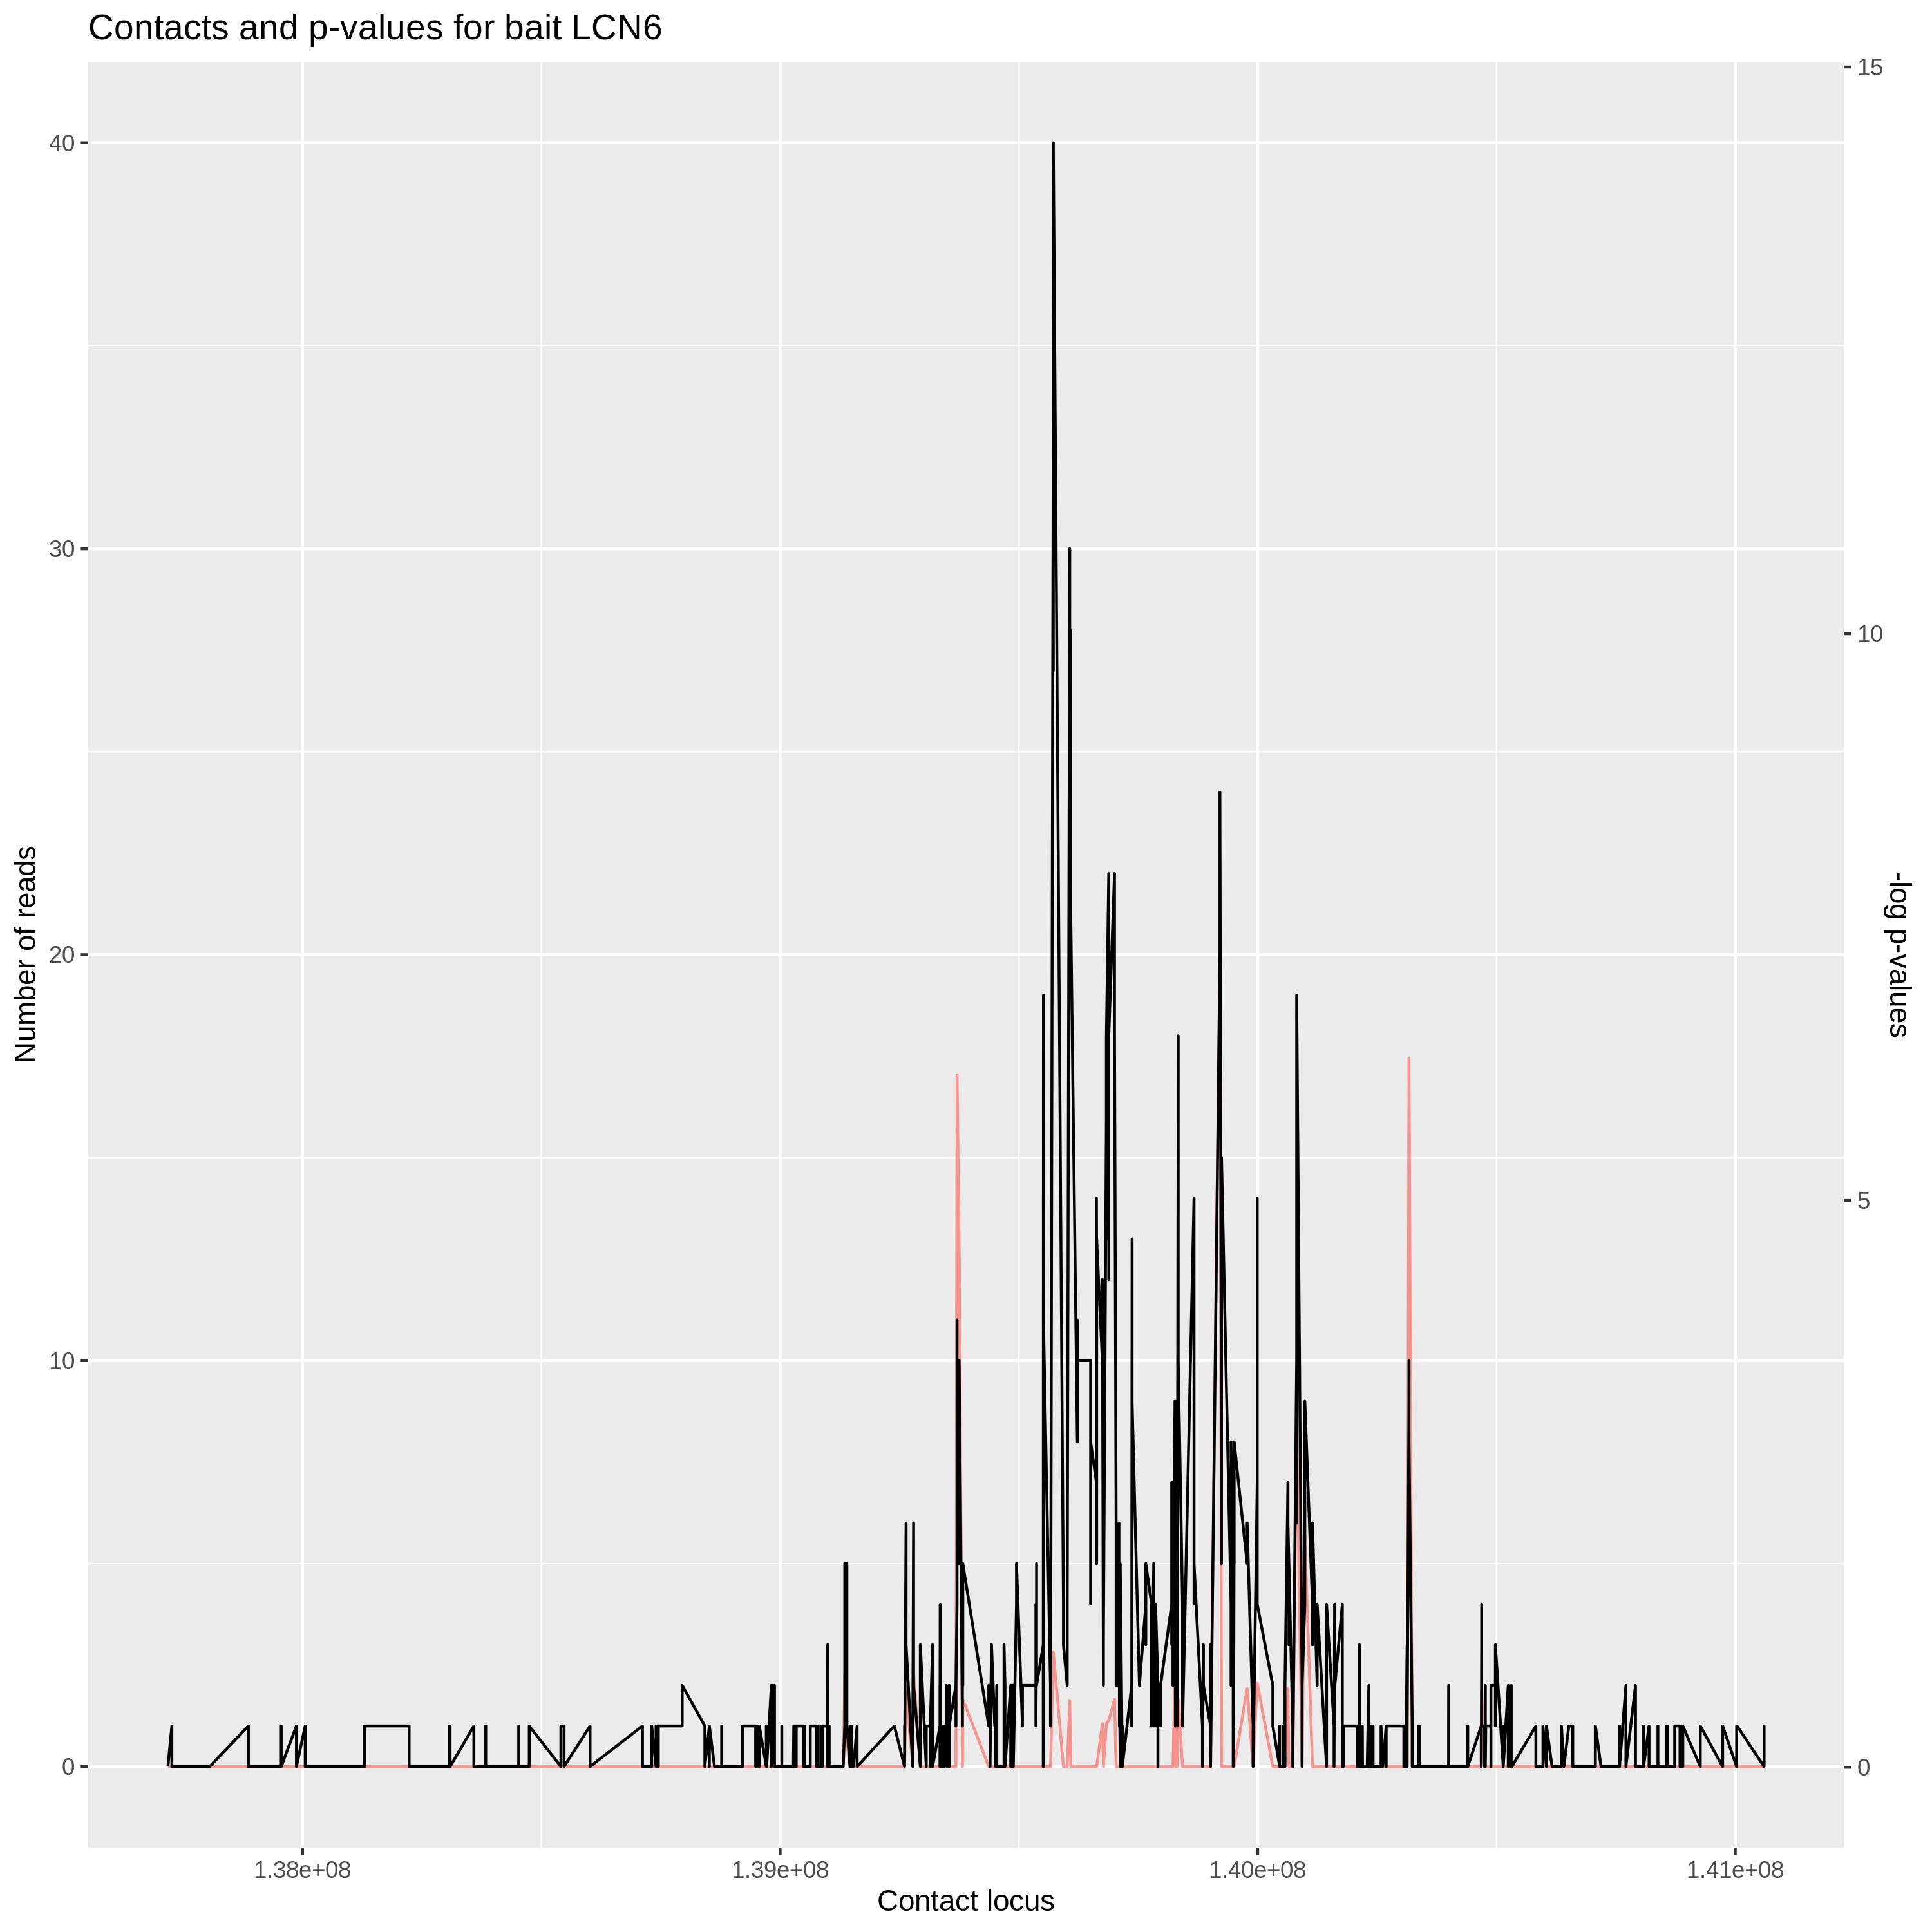 Contacts and p-values for bait LCN6
40
30
20
10
0
Number of reads
15
10
5
0
-log p-values
1.38e+08
1.39e+08
1.40e+08
1.41e+08
Contact locus